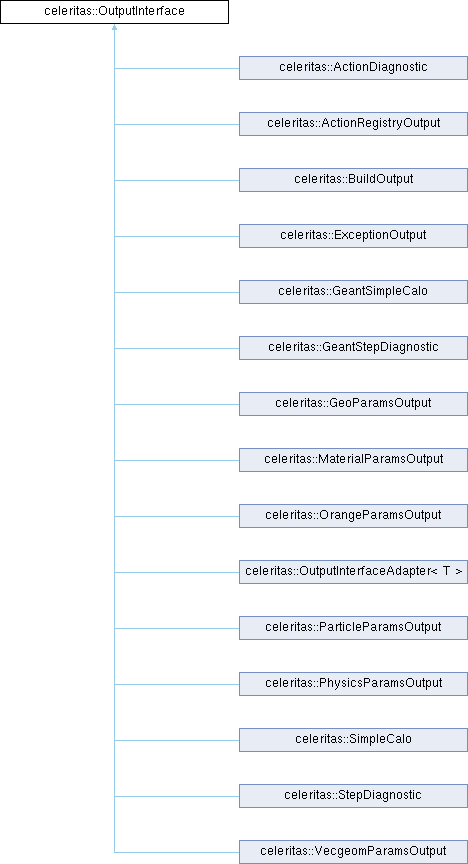 celeritas::OutputInterface
celeritas::ActionDiagnostic
celeritas::ActionRegistryOutput
celeritas::BuildOutput
celeritas::ExceptionOutput
celeritas::GeantSimpleCalo
celeritas::GeantStepDiagnostic
celeritas::GeoParamsOutput
celeritas::MaterialParamsOutput
celeritas::OrangeParamsOutput
celeritas::OutputInterfaceAdapter< T >
celeritas::ParticleParamsOutput
celeritas::PhysicsParamsOutput
celeritas::SimpleCalo
celeritas::StepDiagnostic
celeritas::VecgeomParamsOutput